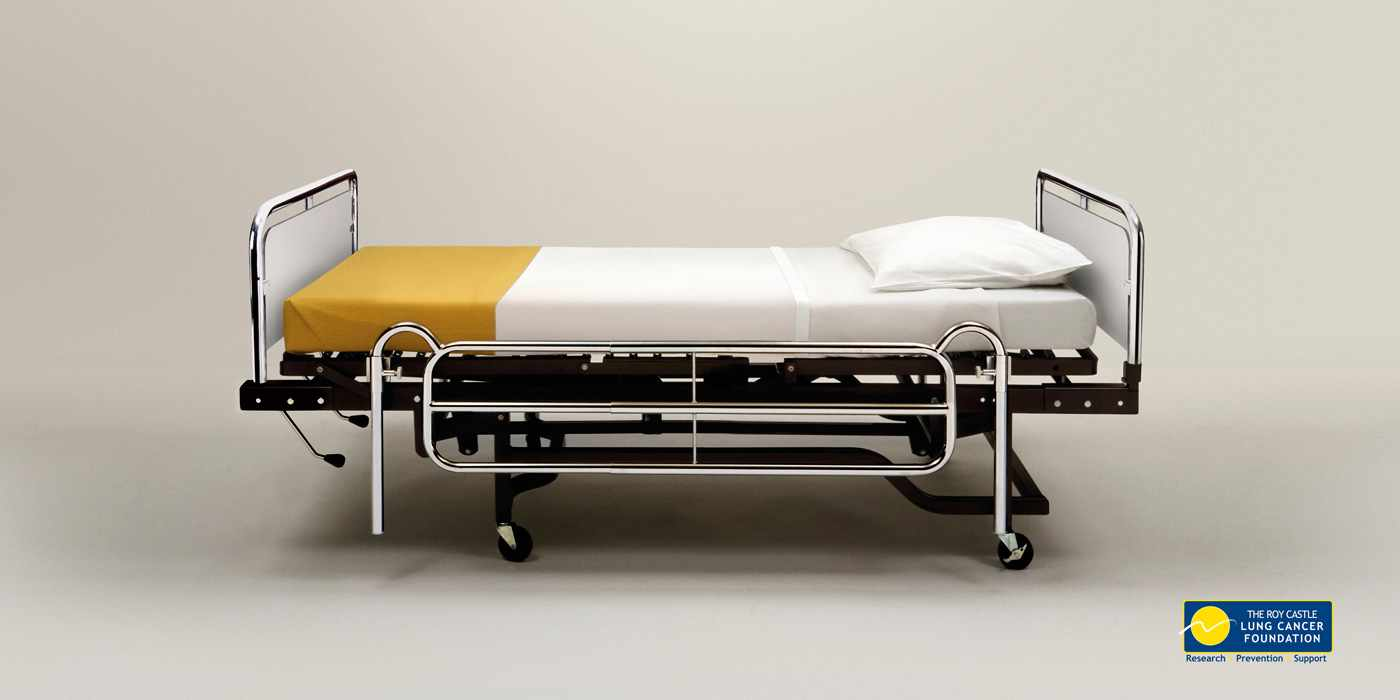 THE ROY CASTLE
LUNG CANCER
FOUNDATION
Research Prevention Support